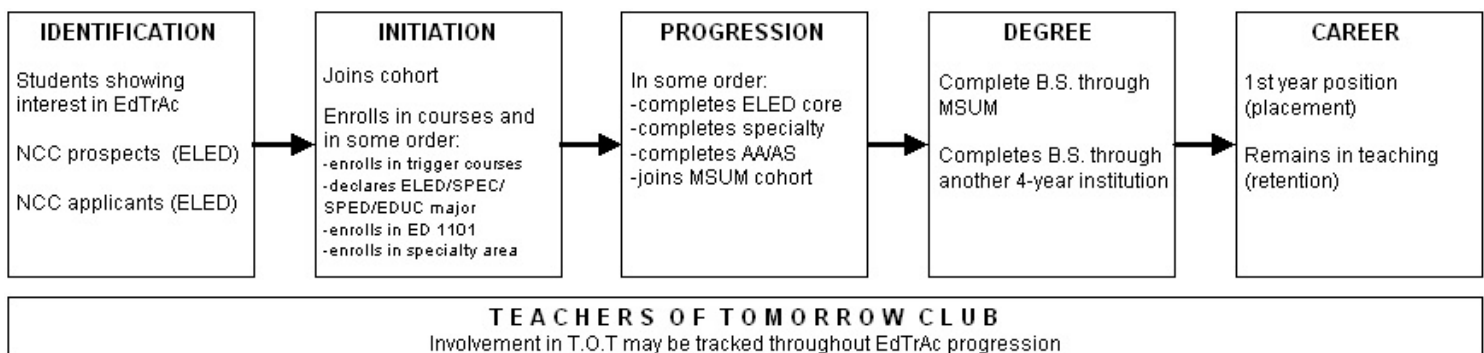 IDENTIFICATION
Students showing
interest in EdTrAc
NCC prospects (ELED)
NCC applicants (ELED)
INITIATION
Joins cohort
Enrolls in courses and
in some order:
-enrolls in trigger courses
-declares ELED/SPEC/
SPED/EDUC major
-enrolls in ED 1101
-enrolls in specialty area
PROGRESSION
In some order:
-completes ELED core
-completes specialty
-completes AA/AS
-joins MSUM cohort
DEGREE
Complete B.S. through
MSUM
Completes B.S. through
another 4-year institution
CAREER
1st year position
(placement)
Remains in teaching
(retention)
TEACHERS OF TOMORROW CLUB
Involvement in T.O.T may be tracked throughout EdTrAc progression